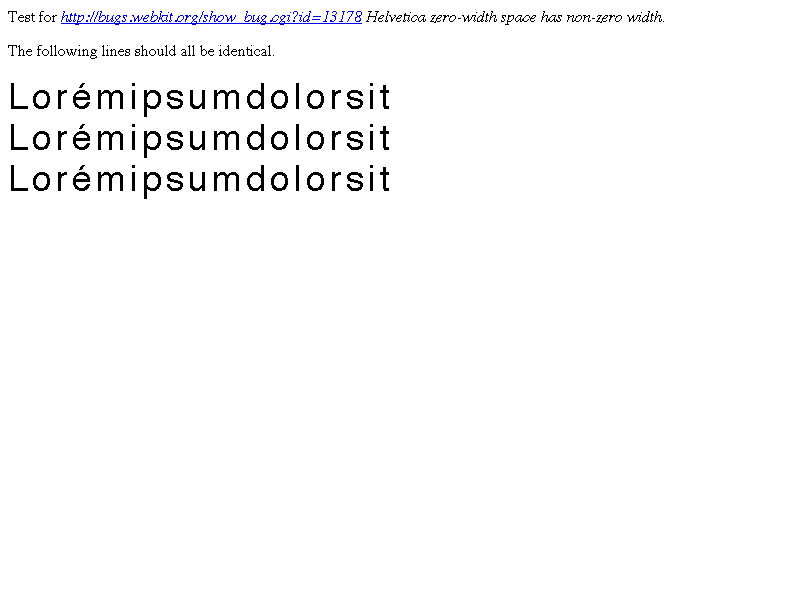 Test for http://bugs.webkit.org/show_bug.cgi?id=13178 Helvetica zero-width space has non-zero width.
The following lines should all be identical.
Lorémipsumdolorsit
Lorémipsumdolorsit
Lorémipsumdolorsit